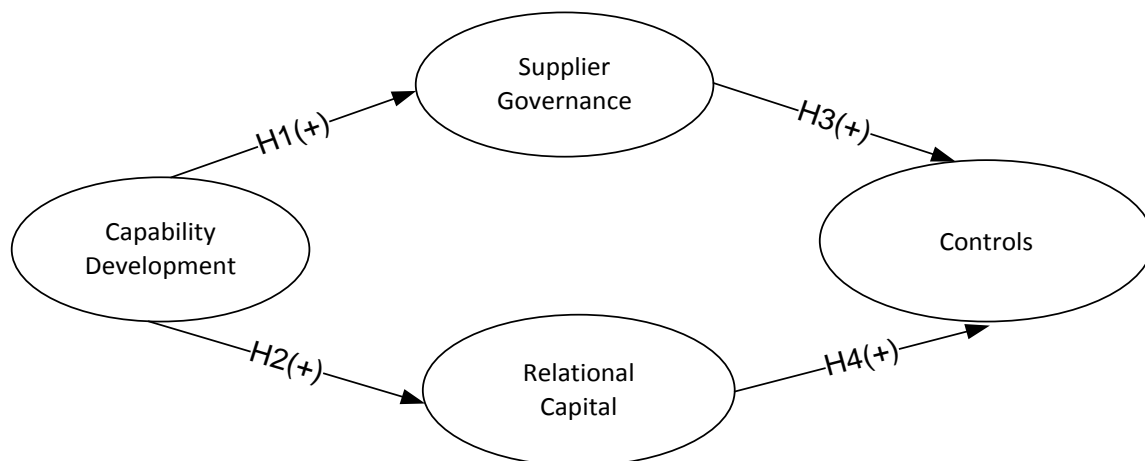 Supplier
Governance
H1(+)
H3(+)
Capability
Development
Controls
H2(+)
H4(+)
Relational
Capital